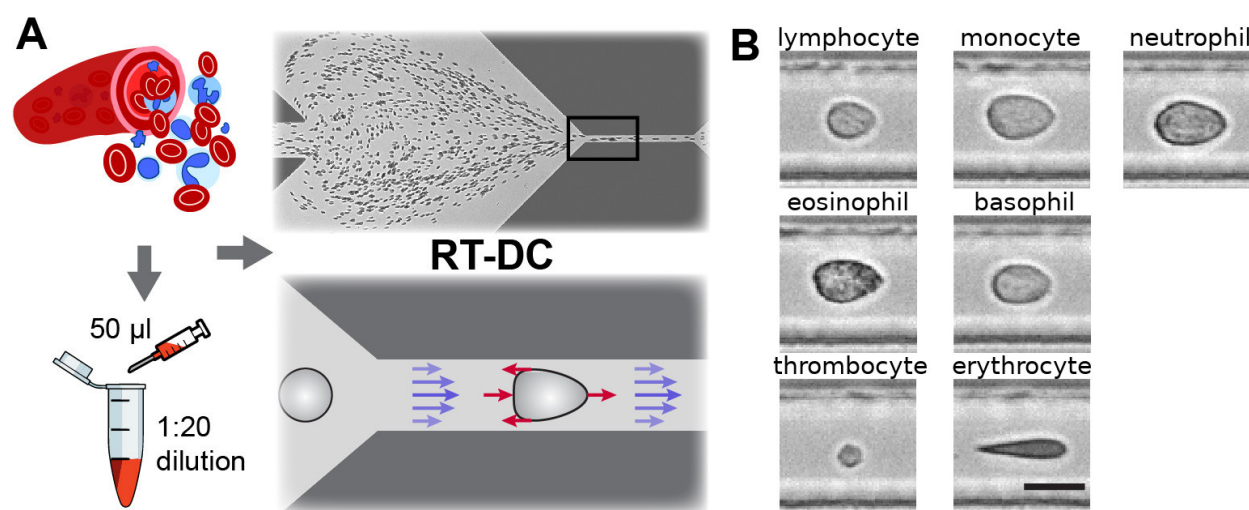 A
RT-DC
50 µl
1:20
dilution
B
lymphocyte
monocyte
neutrophil
eosinophil
basophil
thrombocyte
erythrocyte